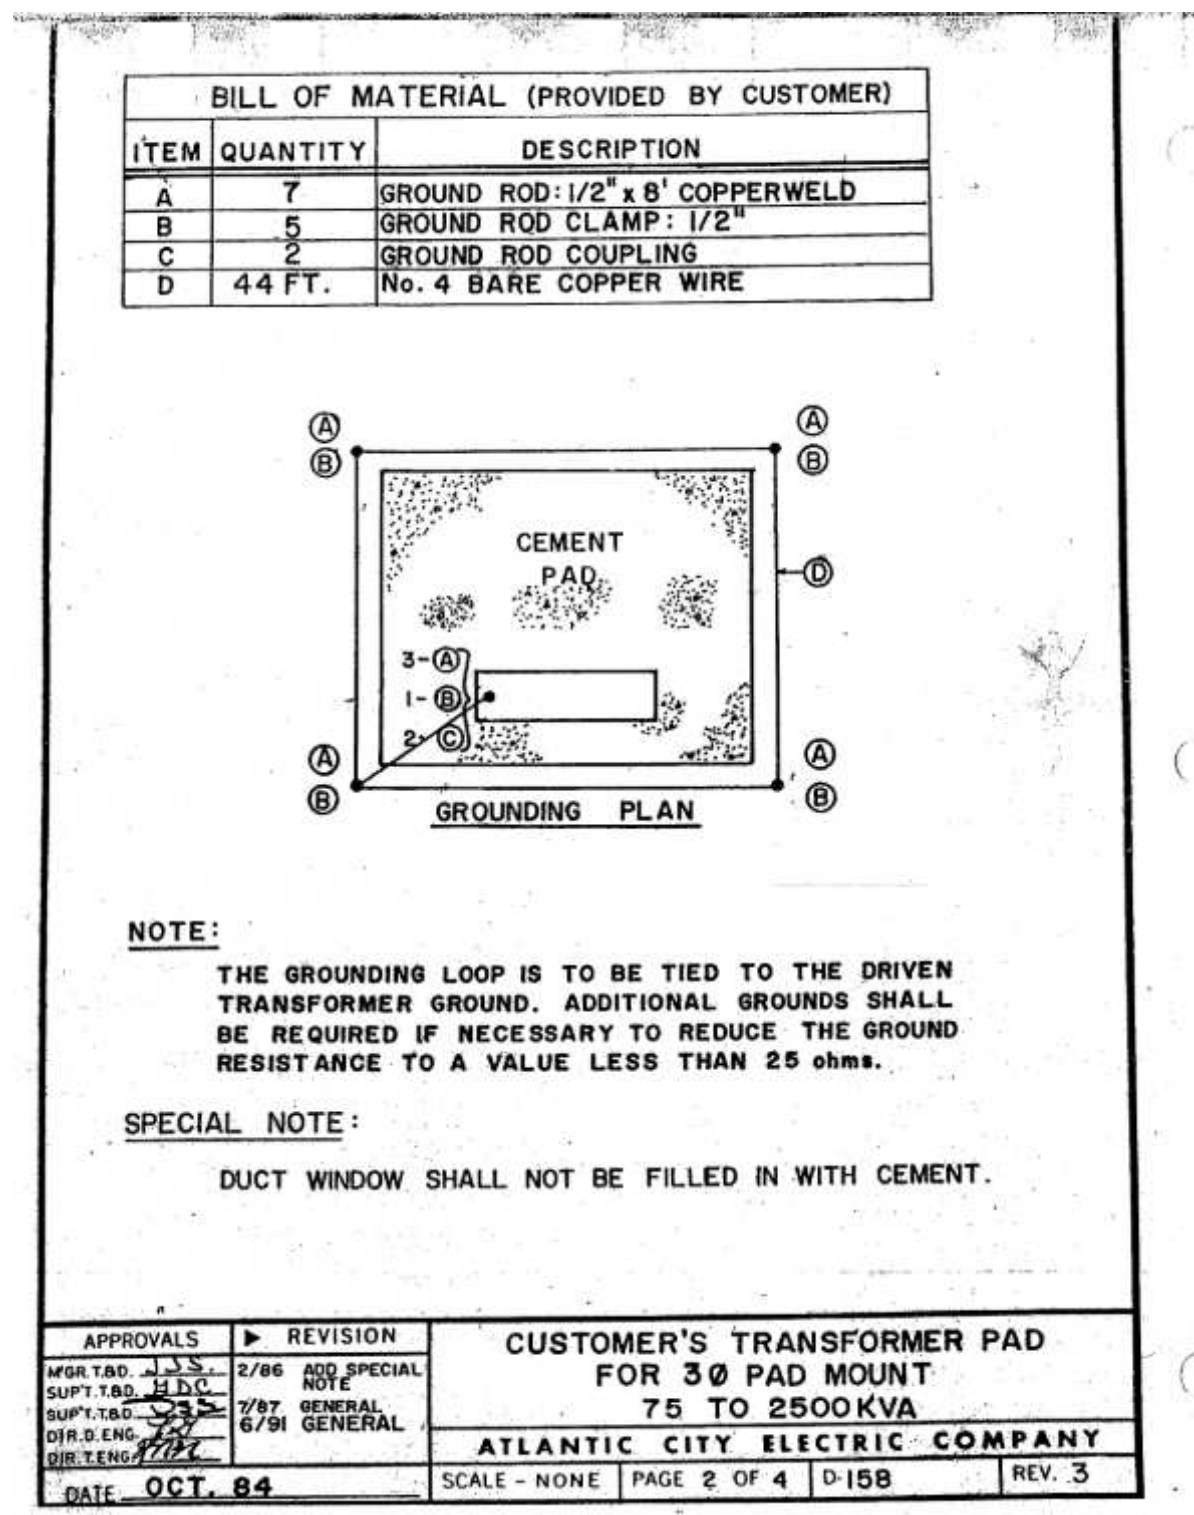 BILL OF MATERIAL (PROVIDED BY CUSTOMER)
ITEM QUANTITY DESCRIPTION
A 7 GROUND ROD: 1/2" x 8' COPPERWELD
B 5 GROUND ROD CLAMP: 1/2"
C 2 GROUND ROD COUPLING
D 44 FT. No. 4 BARE COPPER WIRE
A A
B B
CEMENT
PAD
D
3-A
1-B
2-C
A A
B B
GROUNDING PLAN
NOTE:
THE GROUNDING LOOP IS TO BE TIED TO THE DRIVEN
TRANSFORMER GROUND. ADDITIONAL GROUNDS SHALL
BE REQUIRED IF NECESSARY TO REDUCE THE GROUND
RESISTANCE TO A VALUE LESS THAN 25 ohms.
SPECIAL NOTE:
DUCT WINDOW SHALL NOT BE FILLED IN WITH CEMENT.
APPROVALS
M'GR. T.&D. JJS.
SUP'T. T.&D. HDC
SUP'T. T.&D.
DIR. D. ENG.
DIR. T. ENG.
DATE OCT. 84
▶ REVISION
2/86 ADD SPECIAL
NOTE
7/87 GENERAL
6/91 GENERAL
CUSTOMER'S TRANSFORMER PAD
FOR 3Ø PAD MOUNT
75 TO 2500 KVA
ATLANTIC CITY ELECTRIC COMPANY
SCALE - NONE PAGE 2 OF 4 D-158 REV. 3